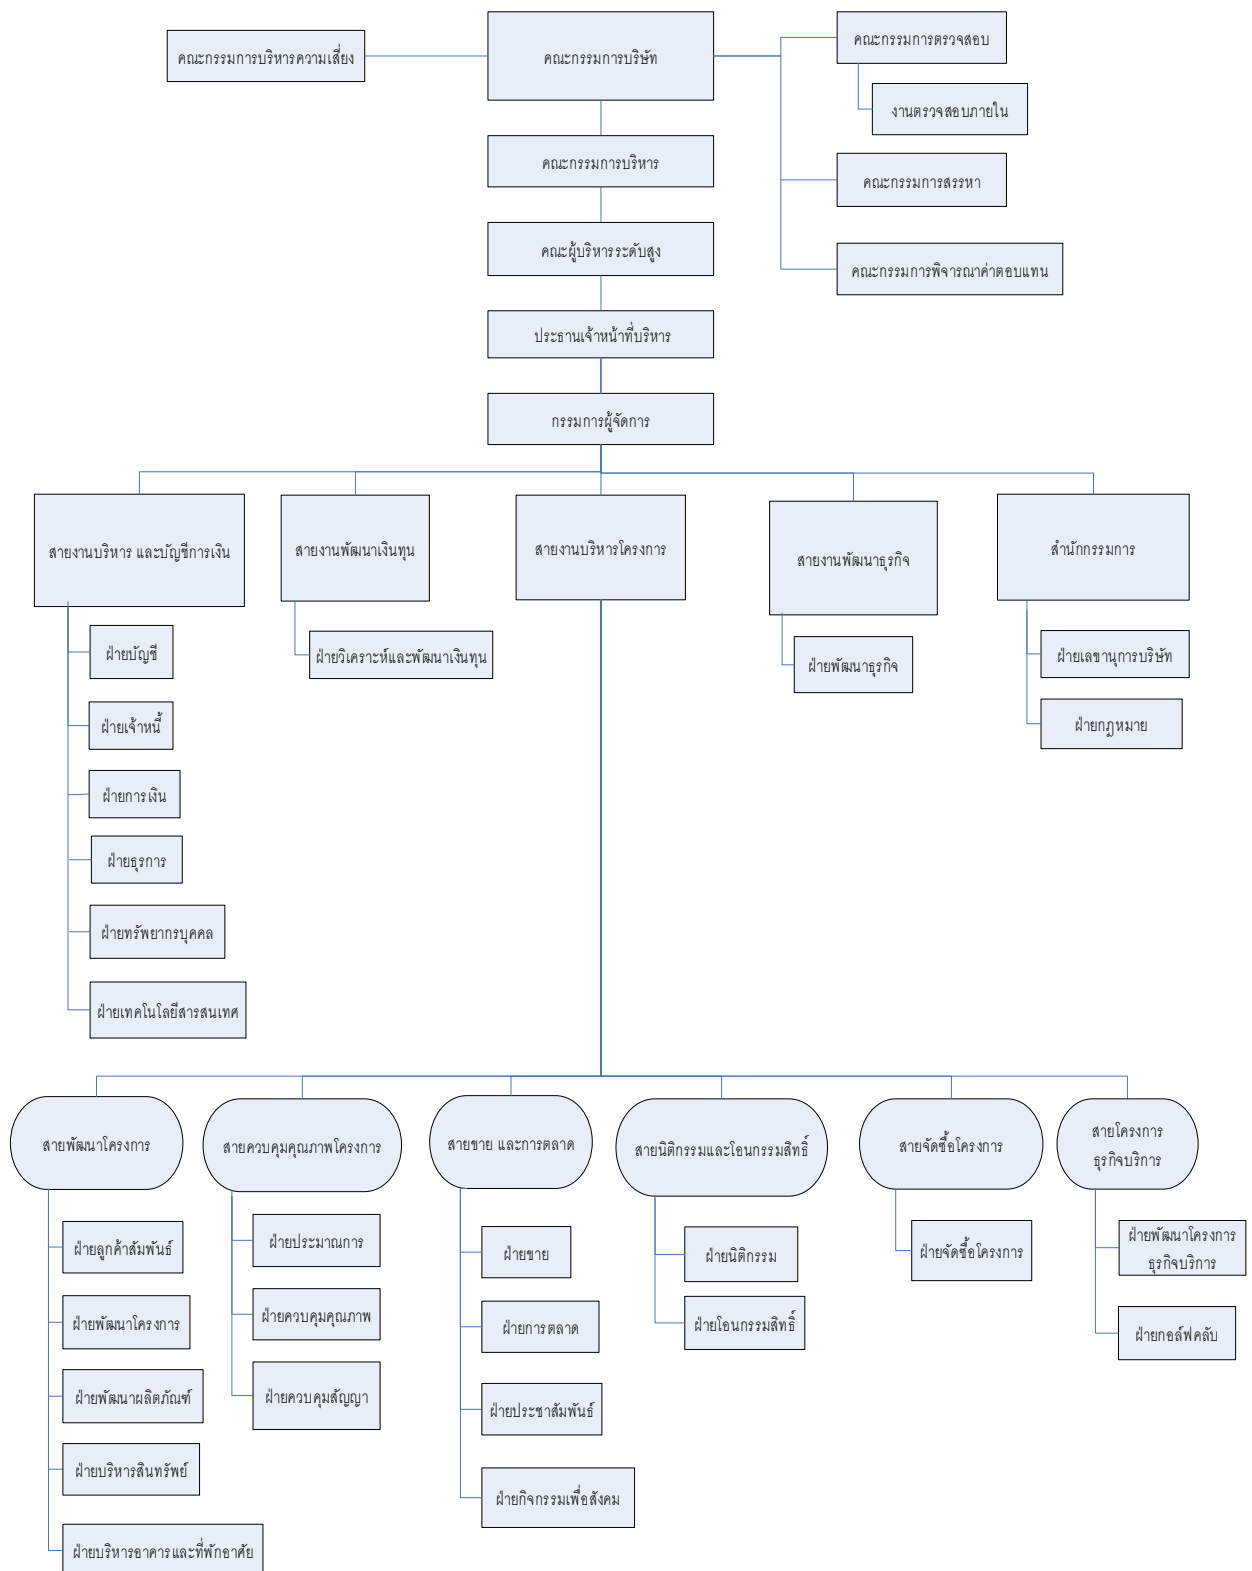 คณะกรรมการบริหารความเสี่ยง
คณะกรรมการบริษัท
คณะกรรมการตรวจสอบ
งานตรวจสอบภายใน
คณะกรรมการบริหาร
คณะกรรมการสรรหา
คณะผู้บริหารระดับสูง
คณะกรรมการพิจารณาค่าตอบแทน
ประธานเจ้าหน้าที่บริหาร
กรรมการผู้จัดการ
สายงานบริหาร และบัญชีการเงิน
สายงานพัฒนาเงินทุน
สายงานบริหารโครงการ
สายงานพัฒนาธุรกิจ
สำนักกรรมการ
ฝ่ายบัญชี
ฝ่ายเจ้าหนี้
ฝ่ายการเงิน
ฝ่ายธุรการ
ฝ่ายทรัพยากรบุคคล
ฝ่ายเทคโนโลยีสารสนเทศ
ฝ่ายวิเคราะห์และพัฒนาเงินทุน
ฝ่ายพัฒนาธุรกิจ
ฝ่ายเลขานุการบริษัท
ฝ่ายกฎหมาย
สายพัฒนาโครงการ
สายควบคุมคุณภาพโครงการ
สายขาย และการตลาด
สายนิติกรรมและโอนกรรมสิทธิ์
สายจัดซื้อโครงการ
สายโครงการ
ธุรกิจบริการ
ฝ่ายลูกค้าสัมพันธ์
ฝ่ายพัฒนาโครงการ
ฝ่ายพัฒนาผลิตภัณฑ์
ฝ่ายบริหารสินทรัพย์
ฝ่ายบริหารอาคารและที่พักอาศัย
ฝ่ายประมาณการ
ฝ่ายควบคุมคุณภาพ
ฝ่ายควบคุมสัญญา
ฝ่ายขาย
ฝ่ายการตลาด
ฝ่ายประชาสัมพันธ์
ฝ่ายกิจกรรมเพื่อสังคม
ฝ่ายนิติกรรม
ฝ่ายโอนกรรมสิทธิ์
ฝ่ายจัดซื้อโครงการ
ฝ่ายพัฒนาโครงการ
ธุรกิจบริการ
ฝ่ายกอล์ฟคลับ